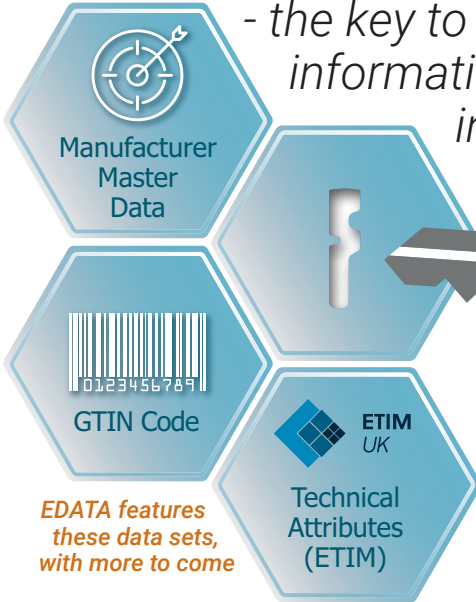 - the key to
informati
in
Manufacturer
Master
Data
0123456789
GTIN Code
ETIM
UK
Technical
Attributes
(ETIM)
EDATA features
these data sets,
with more to come